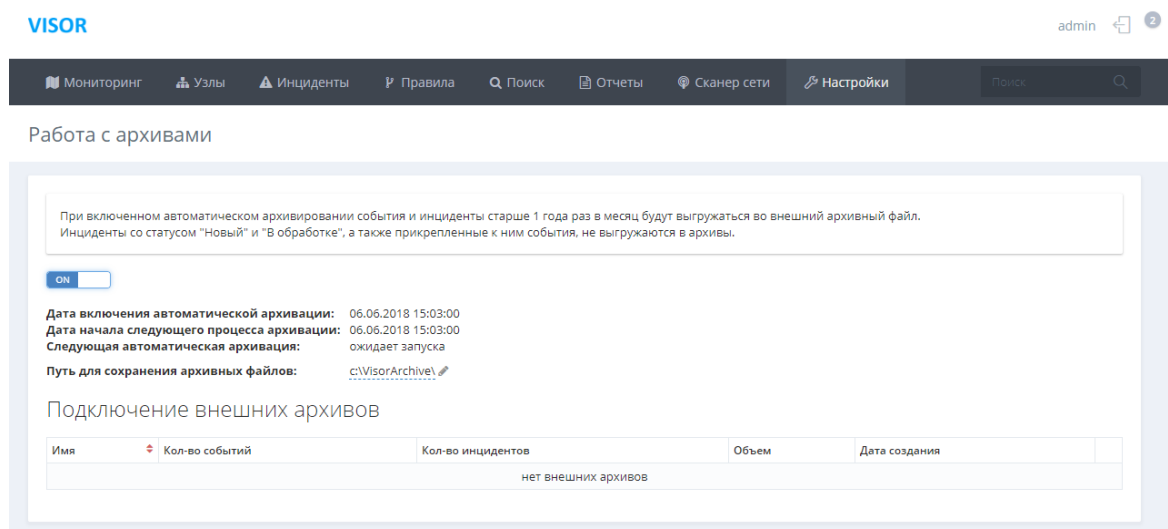 VISOR
admin 2
Мониторинг Узлы Инциденты Правила Поиск Отчеты Сканер сети Настройки Поиск
Работа с архивами
При включенном автоматическом архивировании события и инциденты старше 1 года раз в месяц будут выгружаться во внешний архивный файл.
Инциденты со статусом "Новый" и "В обработке", а также прикрепленные к ним события, не выгружаются в архивы.
ON
Дата включения автоматической архивации: 06.06.2018 15:03:00
Дата начала следующего процесса архивации: 06.06.2018 15:03:00
Следующая автоматическая архивация: ожидает запуска
Путь для сохранения архивных файлов: c:\VisorArchive\
Подключение внешних архивов
Имя Кол-во событий Кол-во инцидентов Объем Дата создания
нет внешних архивов